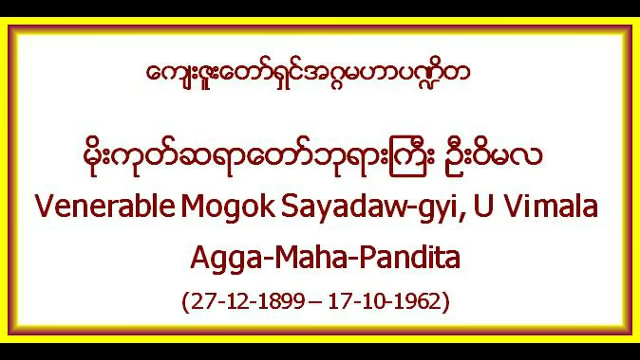 ကျေးဇူးတော်ရှင်အဂ္ဂမဟာပဏ္ဍိတ
မိုးကုတ်ဆရာတော်ဘုရားကြီး ဦးဝိမလ
Venerable Mogok Sayadaw-gyi, U Vimala
Agga-Maha-Pandita
(27-12-1899 – 17-10-1962)